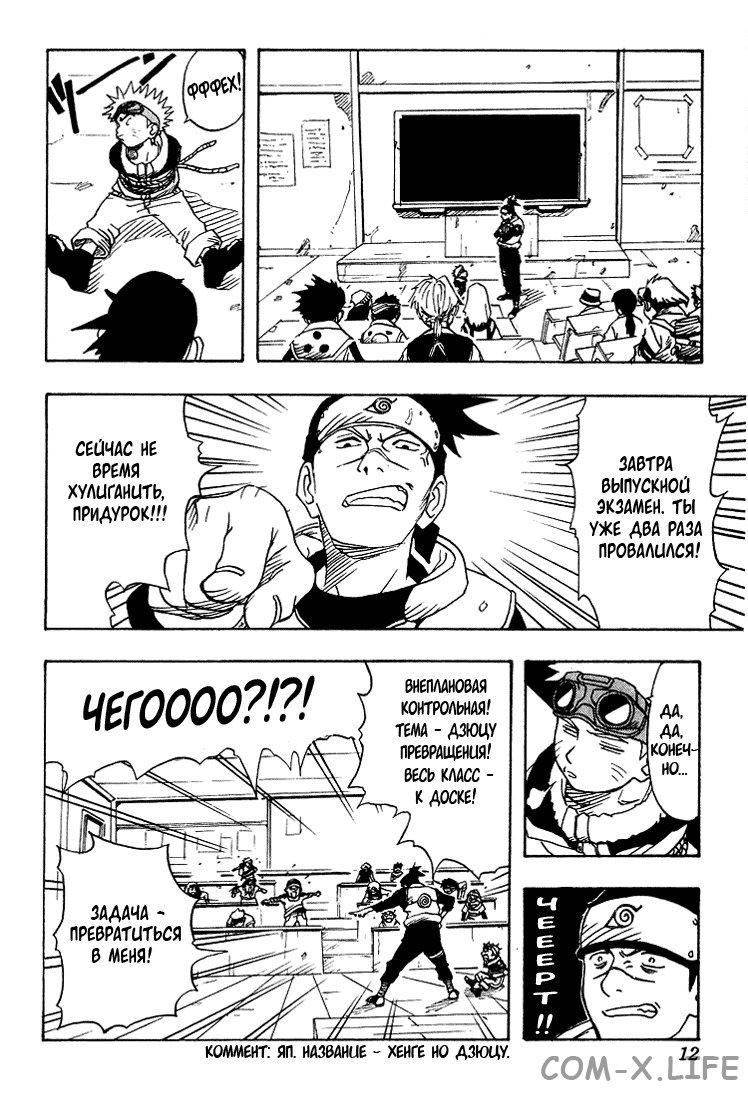 ФФФЕХ!
ЗАВТРА
ВЫПУСКНОЙ
ЭКЗАМЕН. ТЫ
УЖЕ ДВА РАЗА
ПРОВАЛИЛСЯ!
СЕЙЧАС НЕ
ВРЕМЯ
ХУЛИГАНИТЬ,
ПРИДУРОК!!!
ДА,
ДА,
КОНЕЧ-
НО...
ЧЕЕЕРТ!!
ВНЕПЛАНОВАЯ
КОНТРОЛЬНАЯ!
ТЕМА - ДЗЮЦУ
ПРЕВРАЩЕНИЯ!
ВЕСЬ КЛАСС -
К ДОСКЕ!
ЗАДАЧА -
ПРЕВРАТИТЬСЯ
В МЕНЯ!
ЧЕГОООО?!?!
КОММЕНТ: ЯП. НАЗВАНИЕ - ХЕНГЕ НО ДЗЮЦУ.
12
COM-X.LIFE